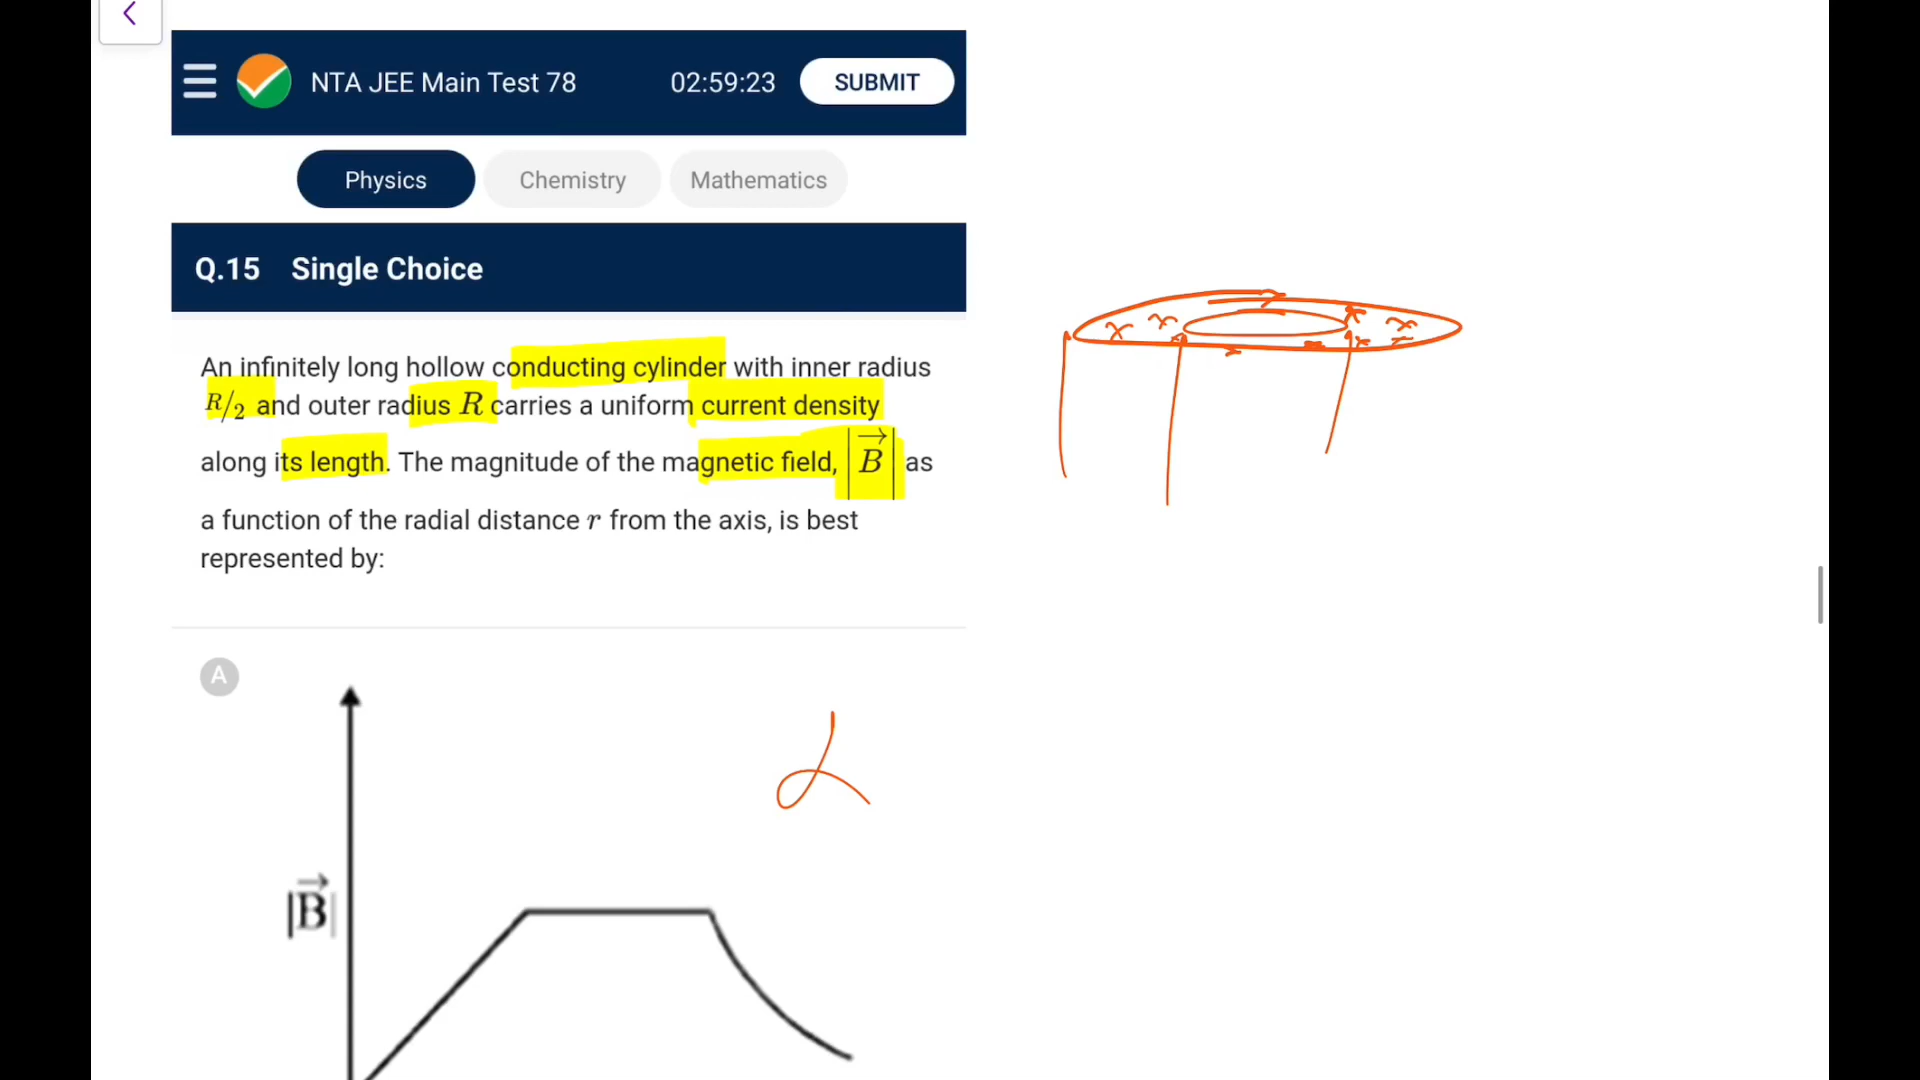 NTA JEE Main Test 78 02:59:23 SUBMIT
Physics Chemistry Mathematics
Q.15 Single Choice
An infinitely long hollow conducting cylinder with inner radius
R/2 and outer radius R carries a uniform current density
along its length. The magnitude of the magnetic field, |B⃗| as
a function of the radial distance r from the axis, is best
represented by:
A
|B⃗|